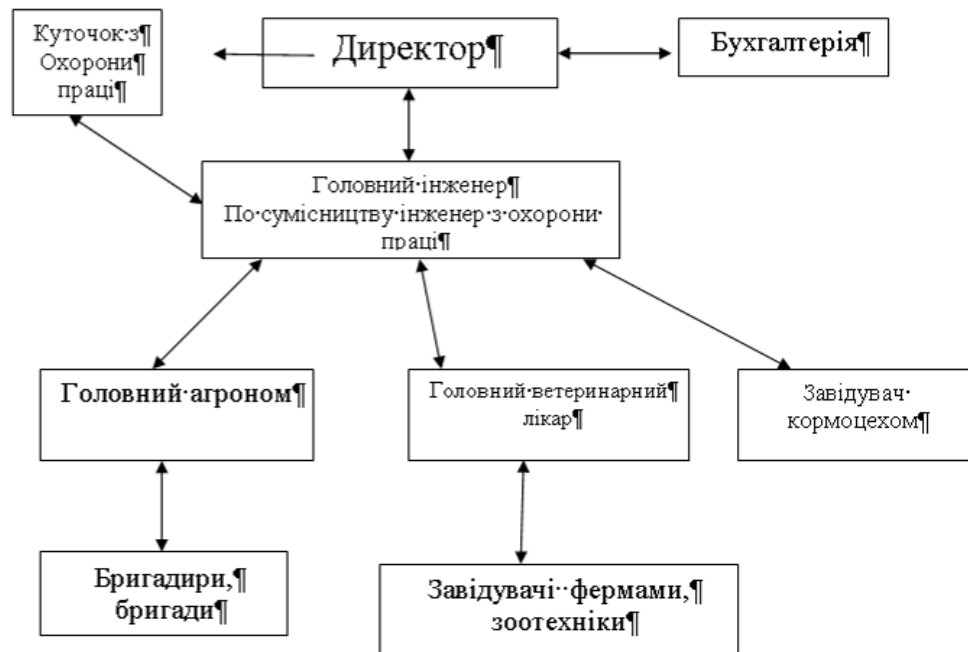 Куточок·з¶
Охорони¶
праці¶
Директор¶
Бухгалтерія¶
Головний·інженер¶
По·сумісництву·інженер·з·охорони·
праці¶
Головний·агроном¶
Головний·ветеринарний¶
лікар¶
Завідувач·
кормоцехом¶
Бригадири,¶
бригади¶
Завідувачі··фермами,¶
зоотехніки¶